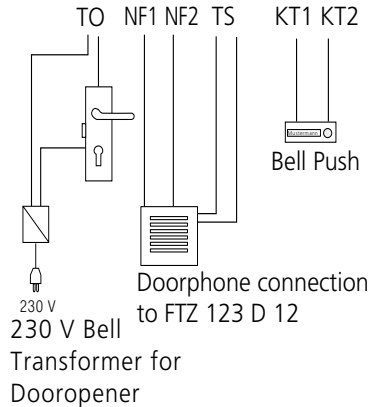 TO NF1 NF2 TS KT1 KT2
Mustermann
Bell Push
Doorphone connection
to FTZ 123 D 12
230 V
230 V Bell
Transformer for
Dooropener